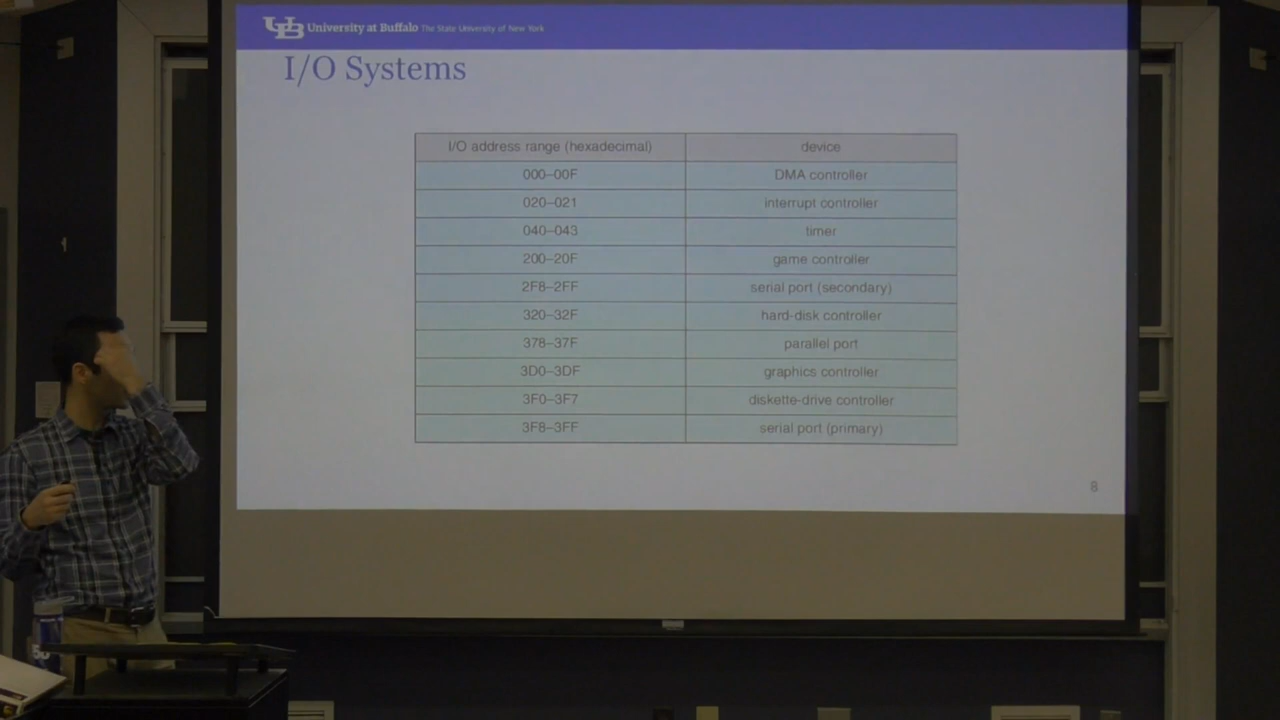 UB University at Buffalo The State University of New York
I/O Systems
I/O address range (hexadecimal) device
000–00F DMA controller
020–021 interrupt controller
040–043 timer
200–20F game controller
2F8–2FF serial port (secondary)
320–32F hard-disk controller
378–37F parallel port
3D0–3DF graphics controller
3F0–3F7 diskette-drive controller
3F8–3FF serial port (primary)
8